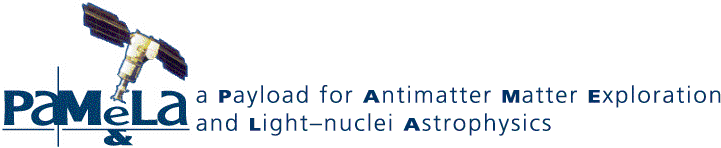 PaMeLa
&
a Payload for Antimatter Matter Exploration
and Light–nuclei Astrophysics